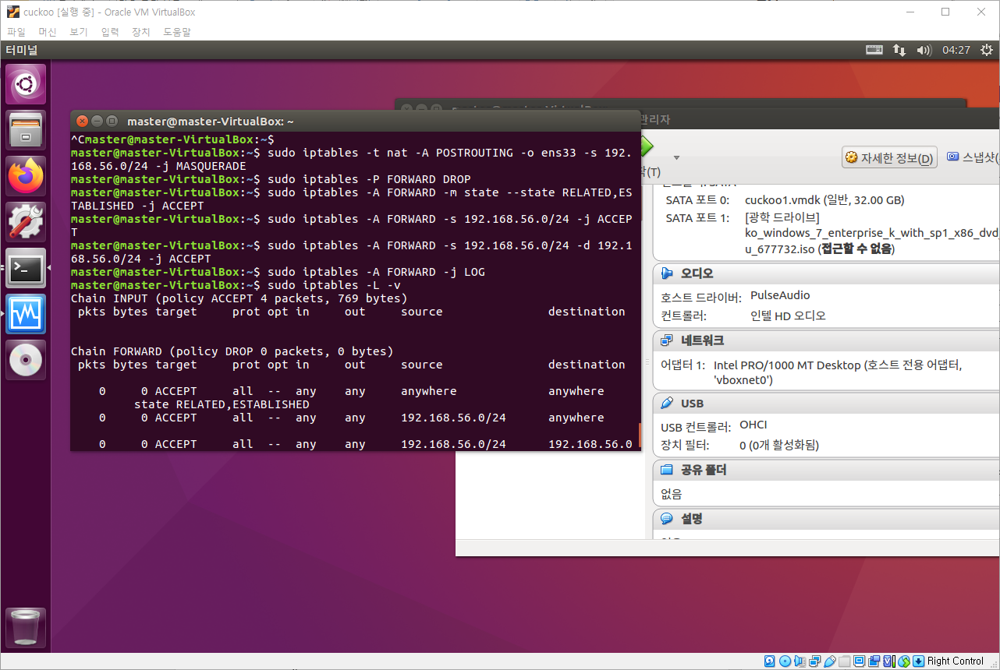 cuckoo [실행 중] - Oracle VM VirtualBox
파일 머신 보기 입력 장치 도움말
터미널 04:27
master@master-VirtualBox: ~
^Cmaster@master-VirtualBox:~$
master@master-VirtualBox:~$ sudo iptables -t nat -A POSTROUTING -o ens33 -s 192.
168.56.0/24 -j MASQUERADE
master@master-VirtualBox:~$ sudo iptables -P FORWARD DROP
master@master-VirtualBox:~$ sudo iptables -A FORWARD -m state --state RELATED,ES
TABLISHED -j ACCEPT
master@master-VirtualBox:~$ sudo iptables -A FORWARD -s 192.168.56.0/24 -j ACCEP
T
master@master-VirtualBox:~$ sudo iptables -A FORWARD -s 192.168.56.0/24 -d 192.1
68.56.0/24 -j ACCEPT
master@master-VirtualBox:~$ sudo iptables -A FORWARD -j LOG
master@master-VirtualBox:~$ sudo iptables -L -v
Chain INPUT (policy ACCEPT 4 packets, 769 bytes)
pkts bytes target prot opt in out source destination
Chain FORWARD (policy DROP 0 packets, 0 bytes)
pkts bytes target prot opt in out source destination
0 0 ACCEPT all -- any any anywhere anywhere
state RELATED,ESTABLISHED
0 0 ACCEPT all -- any any 192.168.56.0/24 anywhere
0 0 ACCEPT all -- any any 192.168.56.0/24 192.168.56.0
관리자
(T)
자세한 정보(D) 스냅샷(
SATA 포트 0: cuckoo1.vmdk (일반, 32.00 GB)
SATA 포트 1: [광학 드라이브]
ko_windows_7_enterprise_k_with_sp1_x86_dvd_
u_677732.iso (접근할 수 없음)
오디오
호스트 드라이버: PulseAudio
컨트롤러: 인텔 HD 오디오
네트워크
어댑터 1: Intel PRO/1000 MT Desktop (호스트 전용 어댑터,
'vboxnet0')
USB
USB 컨트롤러: OHCI
장치 필터: 0 (0개 활성화됨)
공유 폴더
없음
설명
Right Control